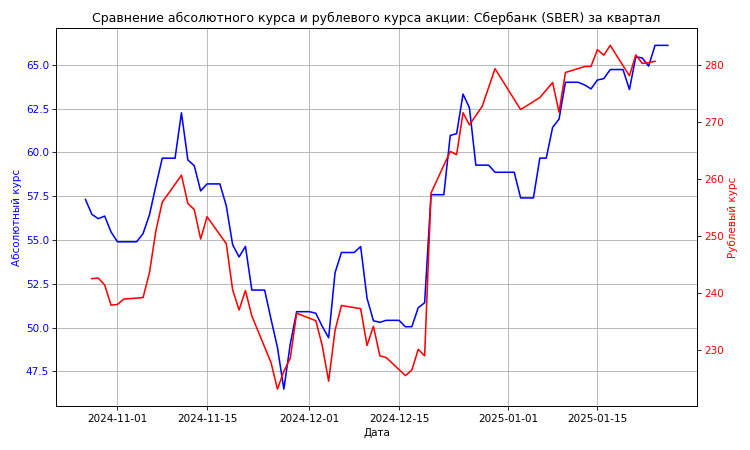 Сравнение абсолютного курса и рублевого курса акции: Сбербанк (SBER) за квартал
65.0
62.5
60.0
57.5
55.0
52.5
50.0
47.5
Абсолютный курс
280
270
260
250
240
230
Рублевый курс
2024-11-01 2024-11-15 2024-12-01 2024-12-15 2025-01-01 2025-01-15
Дата